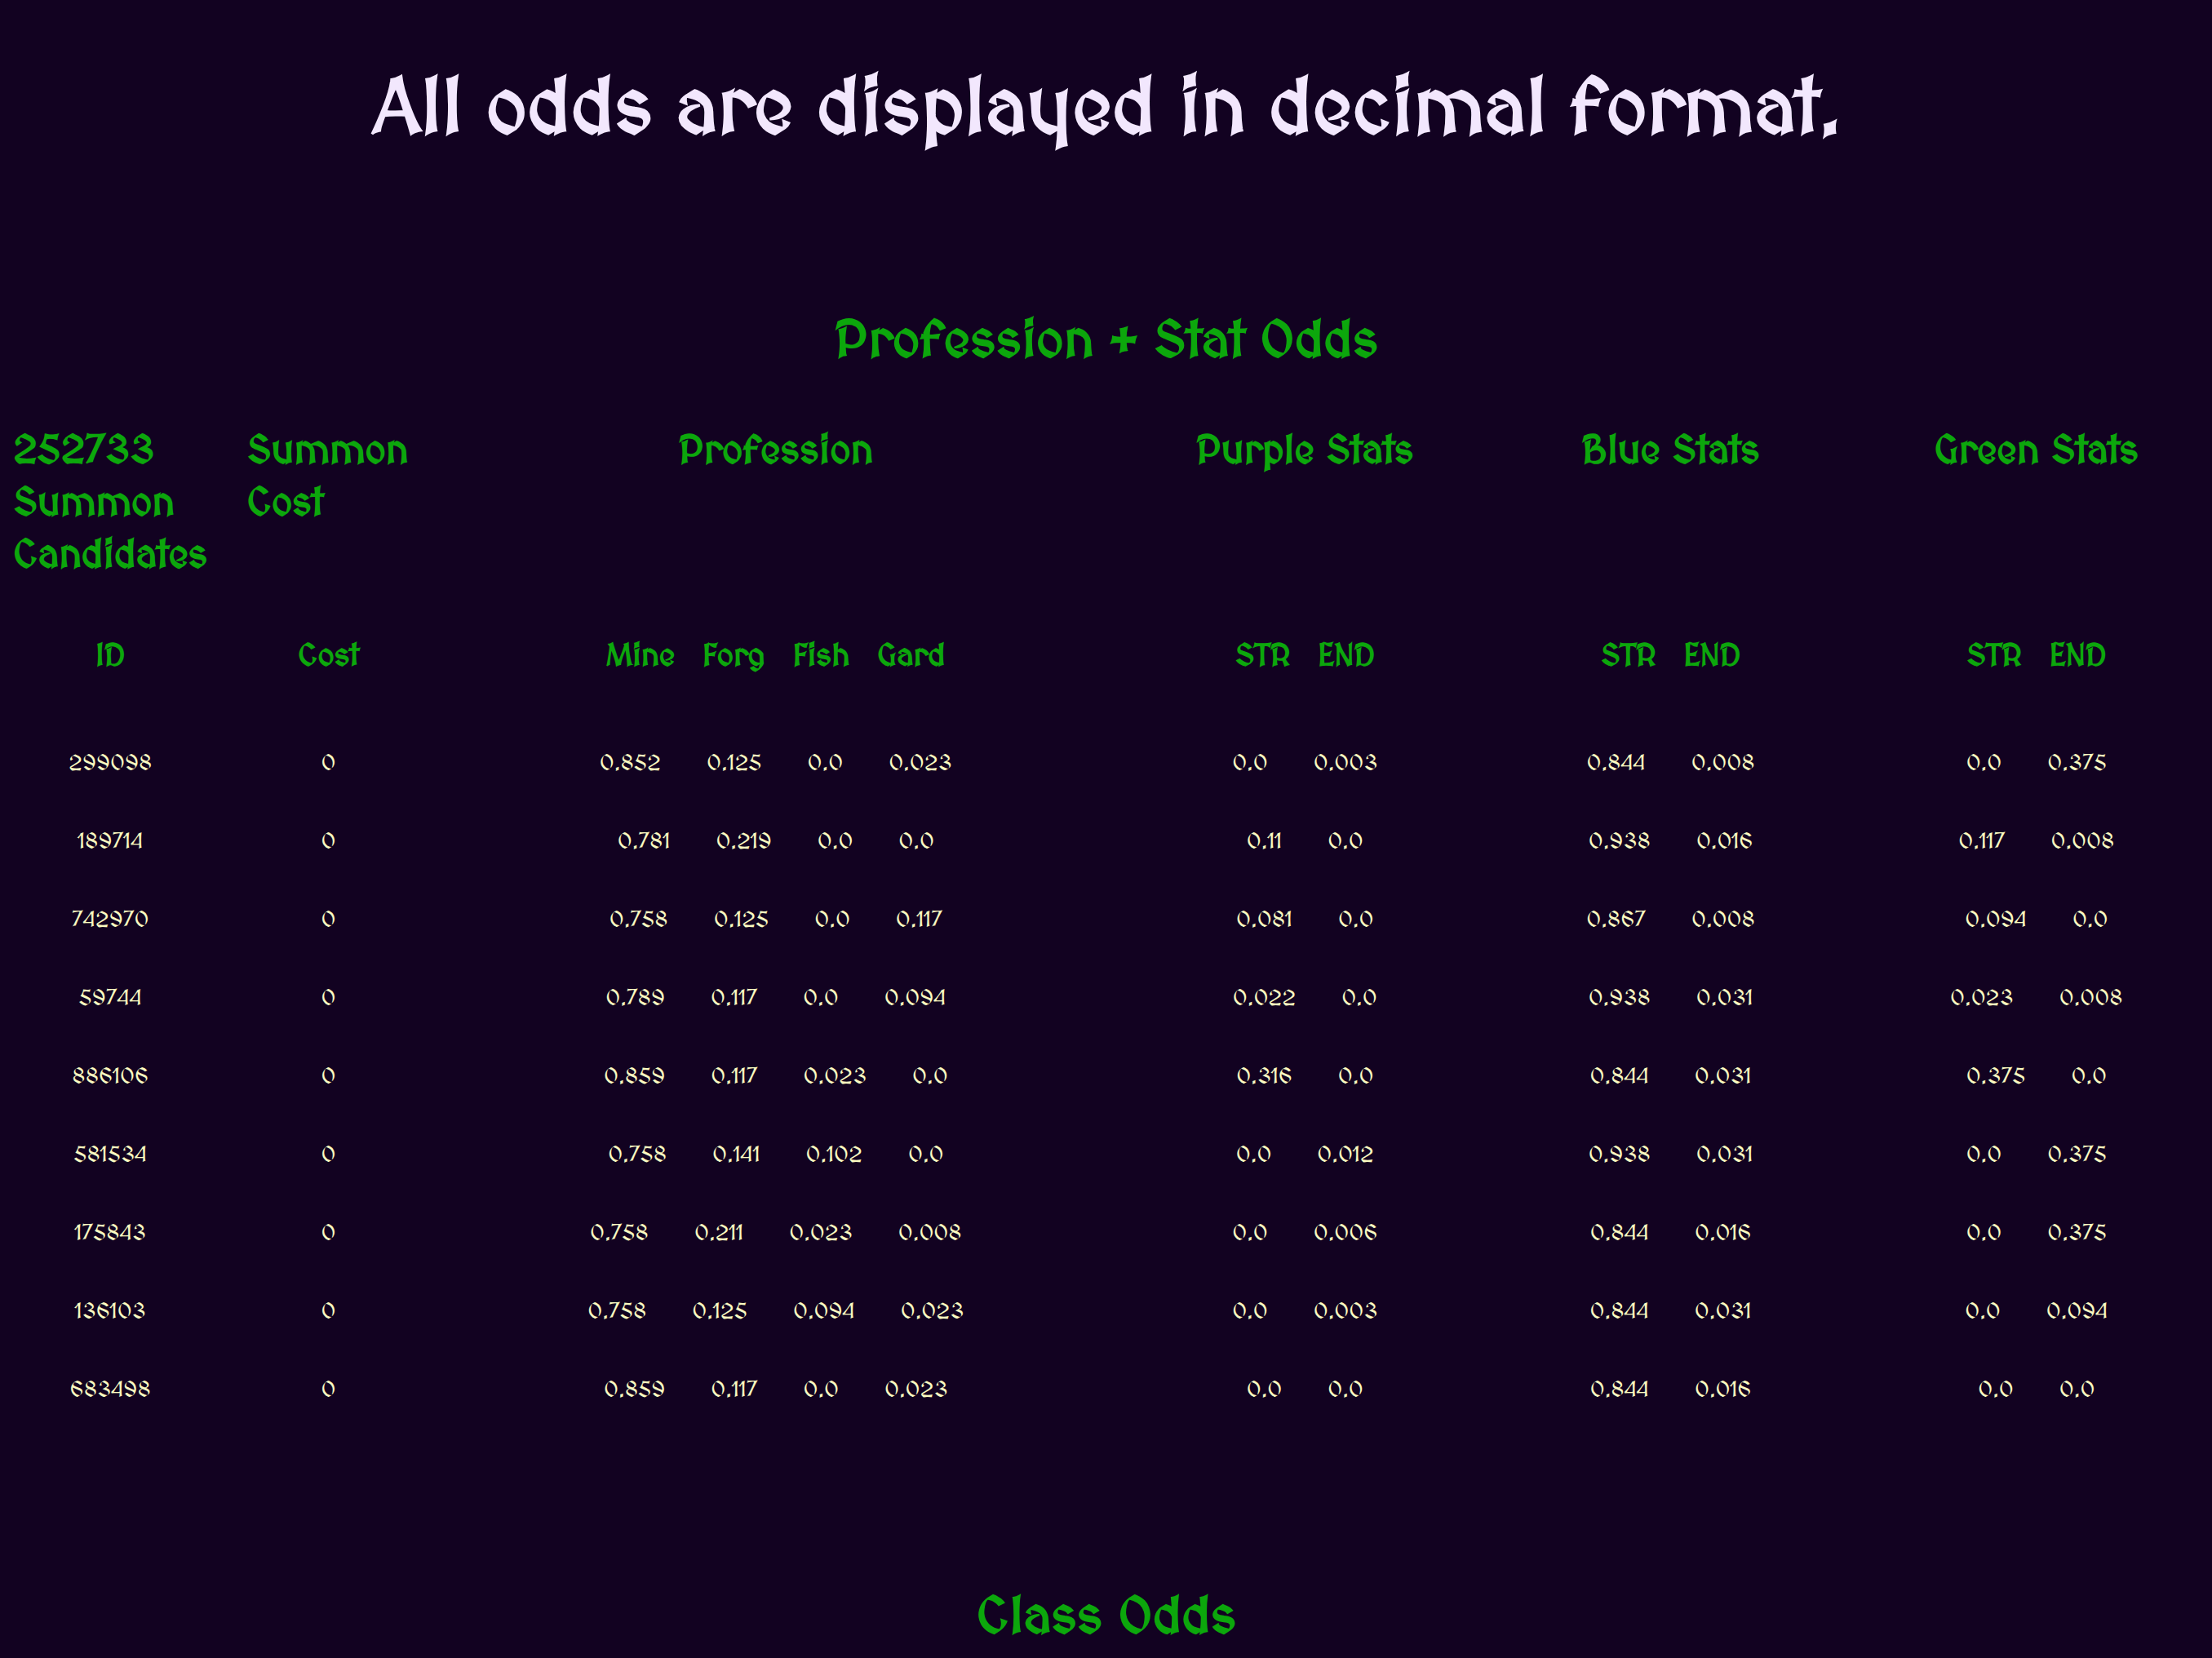 All odds are displayed in decimal format.
Profession + Stat Odds
252733 Summon Candidates Summon Cost Profession Purple Stats Blue Stats Green Stats
ID Cost Mine Forg Fish Gard STR END STR END STR END
299098 0 0.852 0.125 0.0 0.023 0.0 0.003 0.844 0.008 0.0 0.375
189714 0 0.781 0.219 0.0 0.0 0.11 0.0 0.938 0.016 0.117 0.008
742970 0 0.758 0.125 0.0 0.117 0.081 0.0 0.867 0.008 0.094 0.0
59744 0 0.789 0.117 0.0 0.094 0.022 0.0 0.938 0.031 0.023 0.008
886106 0 0.859 0.117 0.023 0.0 0.316 0.0 0.844 0.031 0.375 0.0
581534 0 0.758 0.141 0.102 0.0 0.0 0.012 0.938 0.031 0.0 0.375
175843 0 0.758 0.211 0.023 0.008 0.0 0.006 0.844 0.016 0.0 0.375
136103 0 0.758 0.125 0.094 0.023 0.0 0.003 0.844 0.031 0.0 0.094
683498 0 0.859 0.117 0.0 0.023 0.0 0.0 0.844 0.016 0.0 0.0
Class Odds